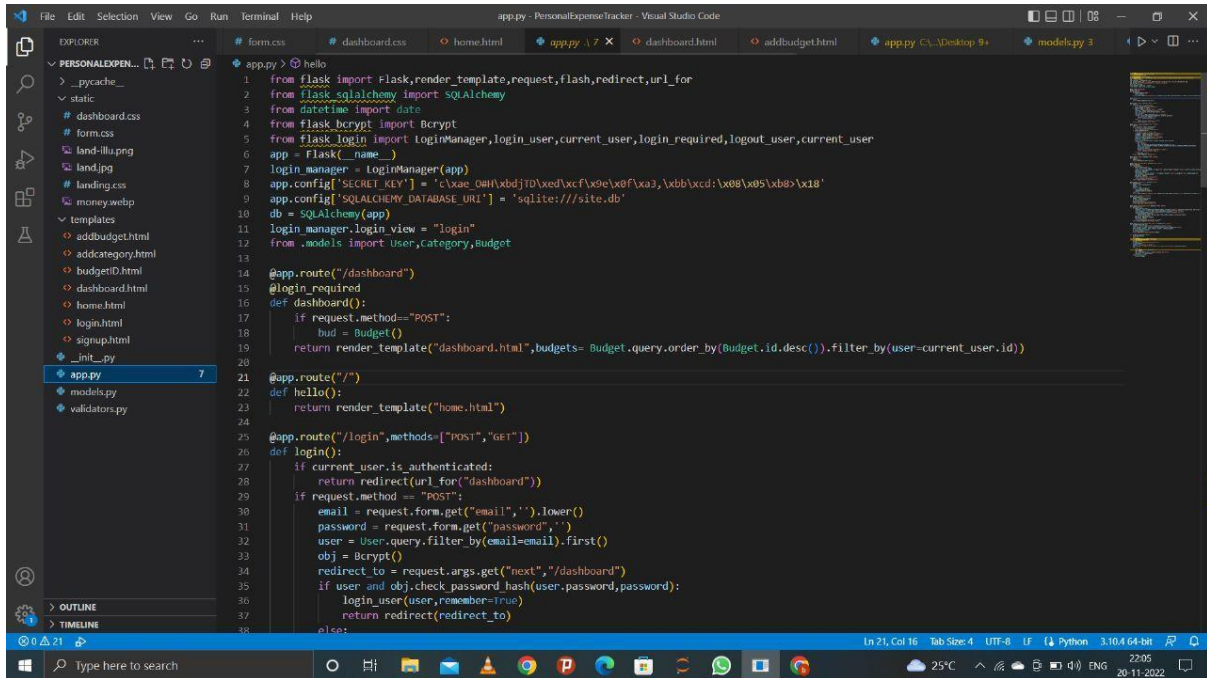 File Edit Selection View Go Run Terminal Help
app.py - PersonalExpenseTracker - Visual Studio Code
EXPLORER
PERSONALEXPEN...
__pycache__
static
# dashboard.css
# form.css
land-illu.png
land.jpg
# landing.css
money.webp
templates
addbudget.html
addcategory.html
budgetID.html
dashboard.html
home.html
login.html
signup.html
__init__.py
app.py 7
models.py
validators.py
OUTLINE
TIMELINE
# form.css # dashboard.css home.html app.py .\ 7 dashboard.html addbudget.html app.py C:\...\Desktop 9+ models.py 3
app.py > hello
1 from flask import Flask,render_template,request,flash,redirect,url_for
2 from flask_sqlalchemy import SQLAlchemy
3 from datetime import date
4 from flask_bcrypt import Bcrypt
5 from flask_login import LoginManager,login_user,current_user,login_required,logout_user,current_user
6 app = Flask(__name__)
7 login_manager = LoginManager(app)
8 app.config['SECRET_KEY'] = 'c\xae_O#H\xbdjTD\xed\xcf\x9e\x0f\xa3,\xbb\xcd:\x08\x05\xb8>\x18'
9 app.config['SQLALCHEMY_DATABASE_URI'] = 'sqlite:///site.db'
10 db = SQLAlchemy(app)
11 login_manager.login_view = "login"
12 from .models import User,Category,Budget
13
14 @app.route("/dashboard")
15 @login_required
16 def dashboard():
17 if request.method=="POST":
18 bud = Budget()
19 return render_template("dashboard.html",budgets= Budget.query.order_by(Budget.id.desc()).filter_by(user=current_user.id))
20
21 @app.route("/")
22 def hello():
23 return render_template("home.html")
24
25 @app.route("/login",methods=["POST","GET"])
26 def login():
27 if current_user.is_authenticated:
28 return redirect(url_for("dashboard"))
29 if request.method == "POST":
30 email = request.form.get("email",'').lower()
31 password = request.form.get("password",'')
32 user = User.query.filter_by(email=email).first()
33 obj = Bcrypt()
34 redirect_to = request.args.get("next","/dashboard")
35 if user and obj.check_password_hash(user.password,password):
36 login_user(user,remember=True)
37 return redirect(redirect_to)
38 else:
0 21 Ln 21, Col 16 Tab Size: 4 UTF-8 LF Python 3.10.4 64-bit
Type here to search
25°C ENG
22:05
20-11-2022